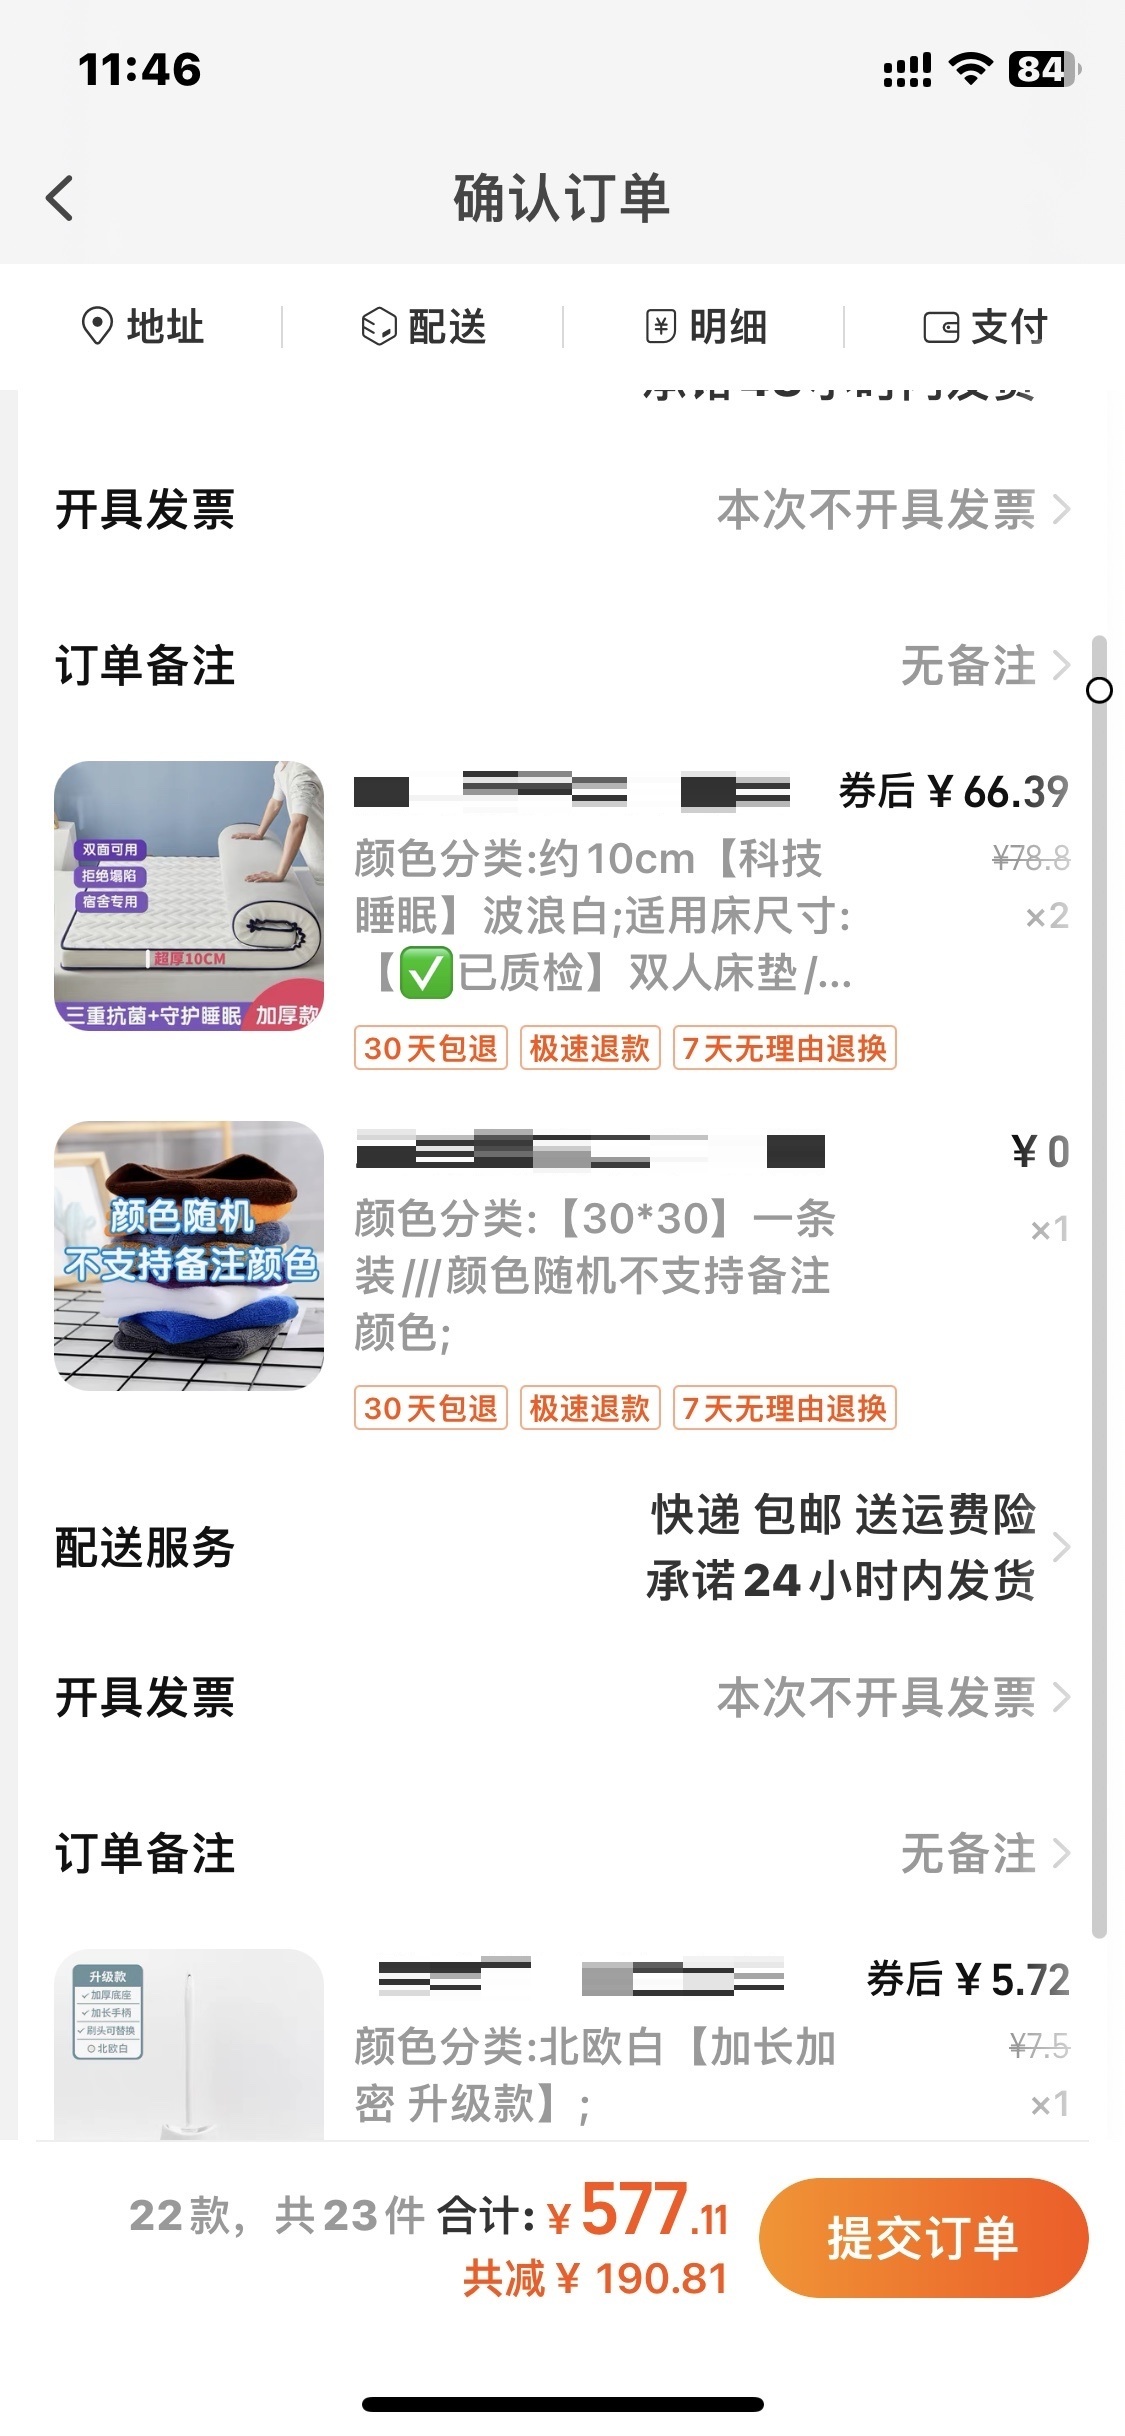 11:46
84
确认订单
地址
配送
明细
支付
承诺48小时内发货
开具发票
本次不开具发票
订单备注
无备注
双面可用
拒绝塌陷
宿舍专用
超厚10CM
三重抗菌+守护睡眠 加厚款
券后 ¥ 66.39
颜色分类:约10cm【科技
¥78.8
睡眠】波浪白;适用床尺寸:
×2
【✅已质检】双人床垫/...
30天包退 极速退款 7天无理由退换
颜色随机
不支持备注颜色
¥ 0
颜色分类:【30*30】一条
×1
装///颜色随机不支持备注
颜色;
30天包退 极速退款 7天无理由退换
配送服务
快递 包邮 送运费险
承诺24小时内发货
开具发票
本次不开具发票
订单备注
无备注
升级款
✓加厚底座
✓加长手柄
✓刷头可替换
北欧白
券后 ¥ 5.72
颜色分类:北欧白【加长加
¥7.5
密 升级款】;
×1
22款，共23件 合计: ¥ 577.11
共减 ¥ 190.81
提交订单